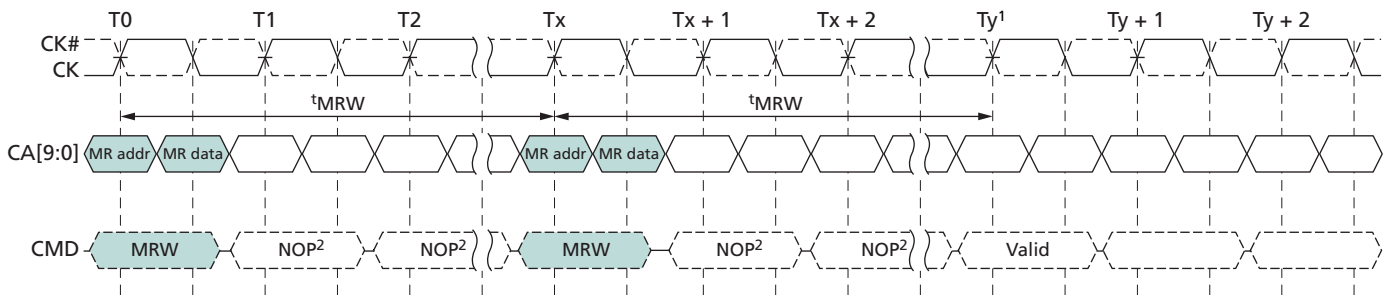 T0 T1 T2 Tx Tx + 1 Tx + 2 Ty¹ Ty + 1 Ty + 2
CK#
CK
ᵗMRW ᵗMRW
CA[9:0] MR addr MR data MR addr MR data
CMD MRW NOP² NOP² MRW NOP² NOP² Valid